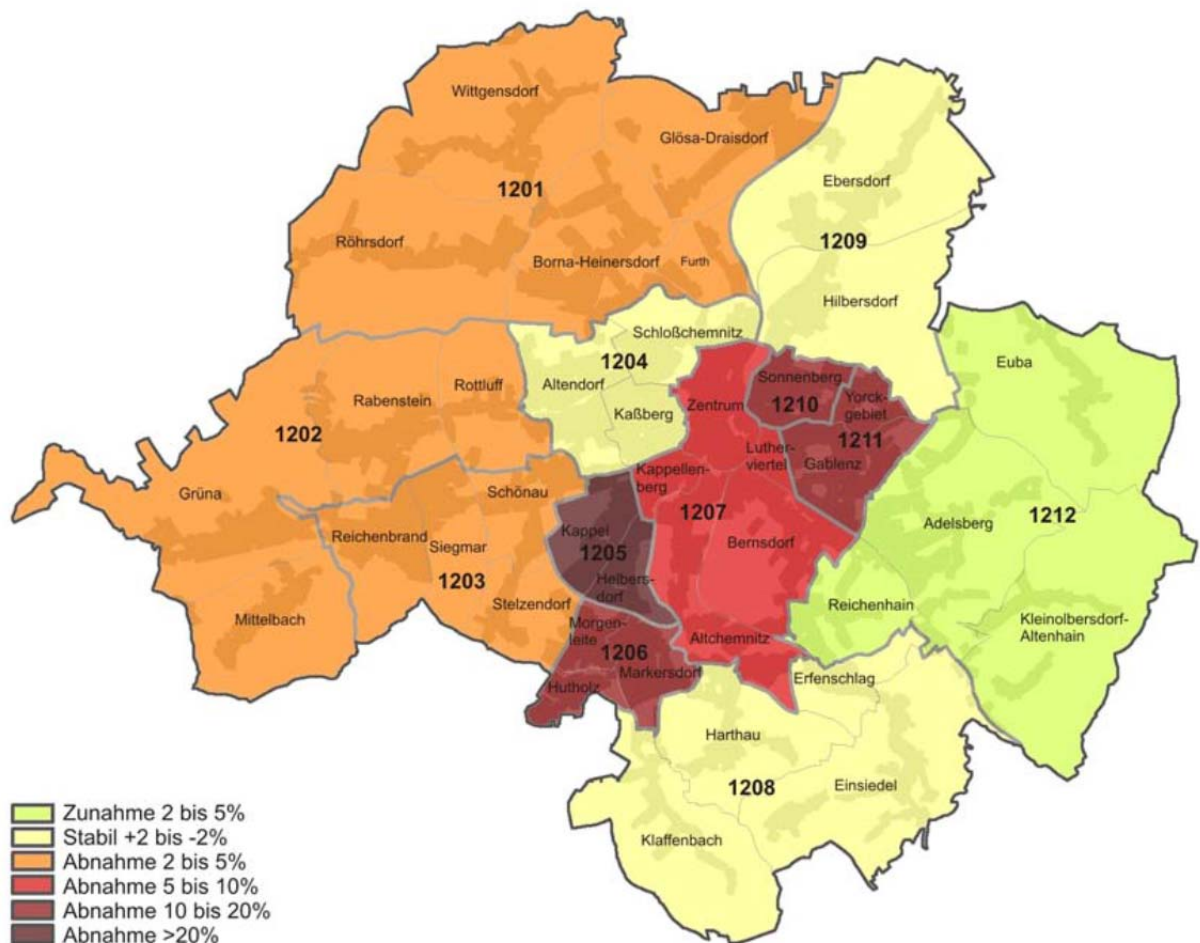 Wittgensdorf
Glösa-Draisdorf
1201
Ebersdorf
Röhrsdorf
Borna-Heinersdorf
Furth
1209
Hilbersdorf
Schloßchemnitz
1204
Altendorf
Kaßberg
Euba
Rottluff
Rabenstein
1202
Grüna
Zentrum
Sonnenberg
1210
Yorck-
gebiet
1211
Gablenz
Luther-
viertel
Kappellen-
berg
1207
Bernsdorf
Schönau
Reichenbrand
Siegmar
1203
Stelzendorf
Kappel
1205
Helbers-
dorf
Adelsberg
1212
Mittelbach
Reichenhain
Kleinolbersdorf-
Altenhain
Morgen-
leite
1206
Markersdorf
Hutholz
Altchemnitz
Erfenschlag
Harthau
1208
Einsiedel
Klaffenbach
Zunahme 2 bis 5%
Stabil +2 bis -2%
Abnahme 2 bis 5%
Abnahme 5 bis 10%
Abnahme 10 bis 20%
Abnahme >20%